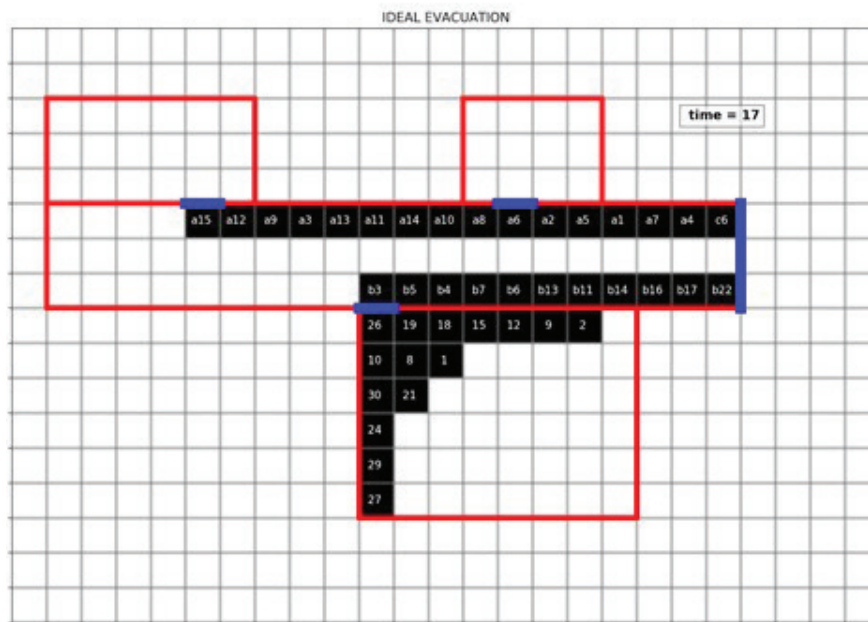 IDEAL EVACUATION
time = 17
a15 a12 a9 a3 a13 a11 a14 a10 a8 a6 a2 a5 a1 a7 a4 c6
b3 b5 b4 b7 b6 b13 b11 b14 b16 b17 b22
26 19 18 15 12 9 2
10 8 1
30 21
24
29
27